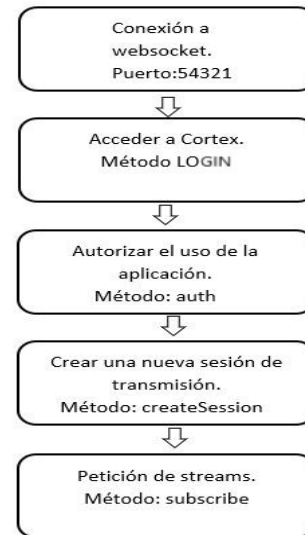 Conexión a
websocket.
Puerto:54321
Acceder a Cortex.
Método LOGIN
Autorizar el uso de la
aplicación.
Método: auth
Crear una nueva sesión de
transmisión.
Método: createSession
Petición de streams.
Método: subscribe